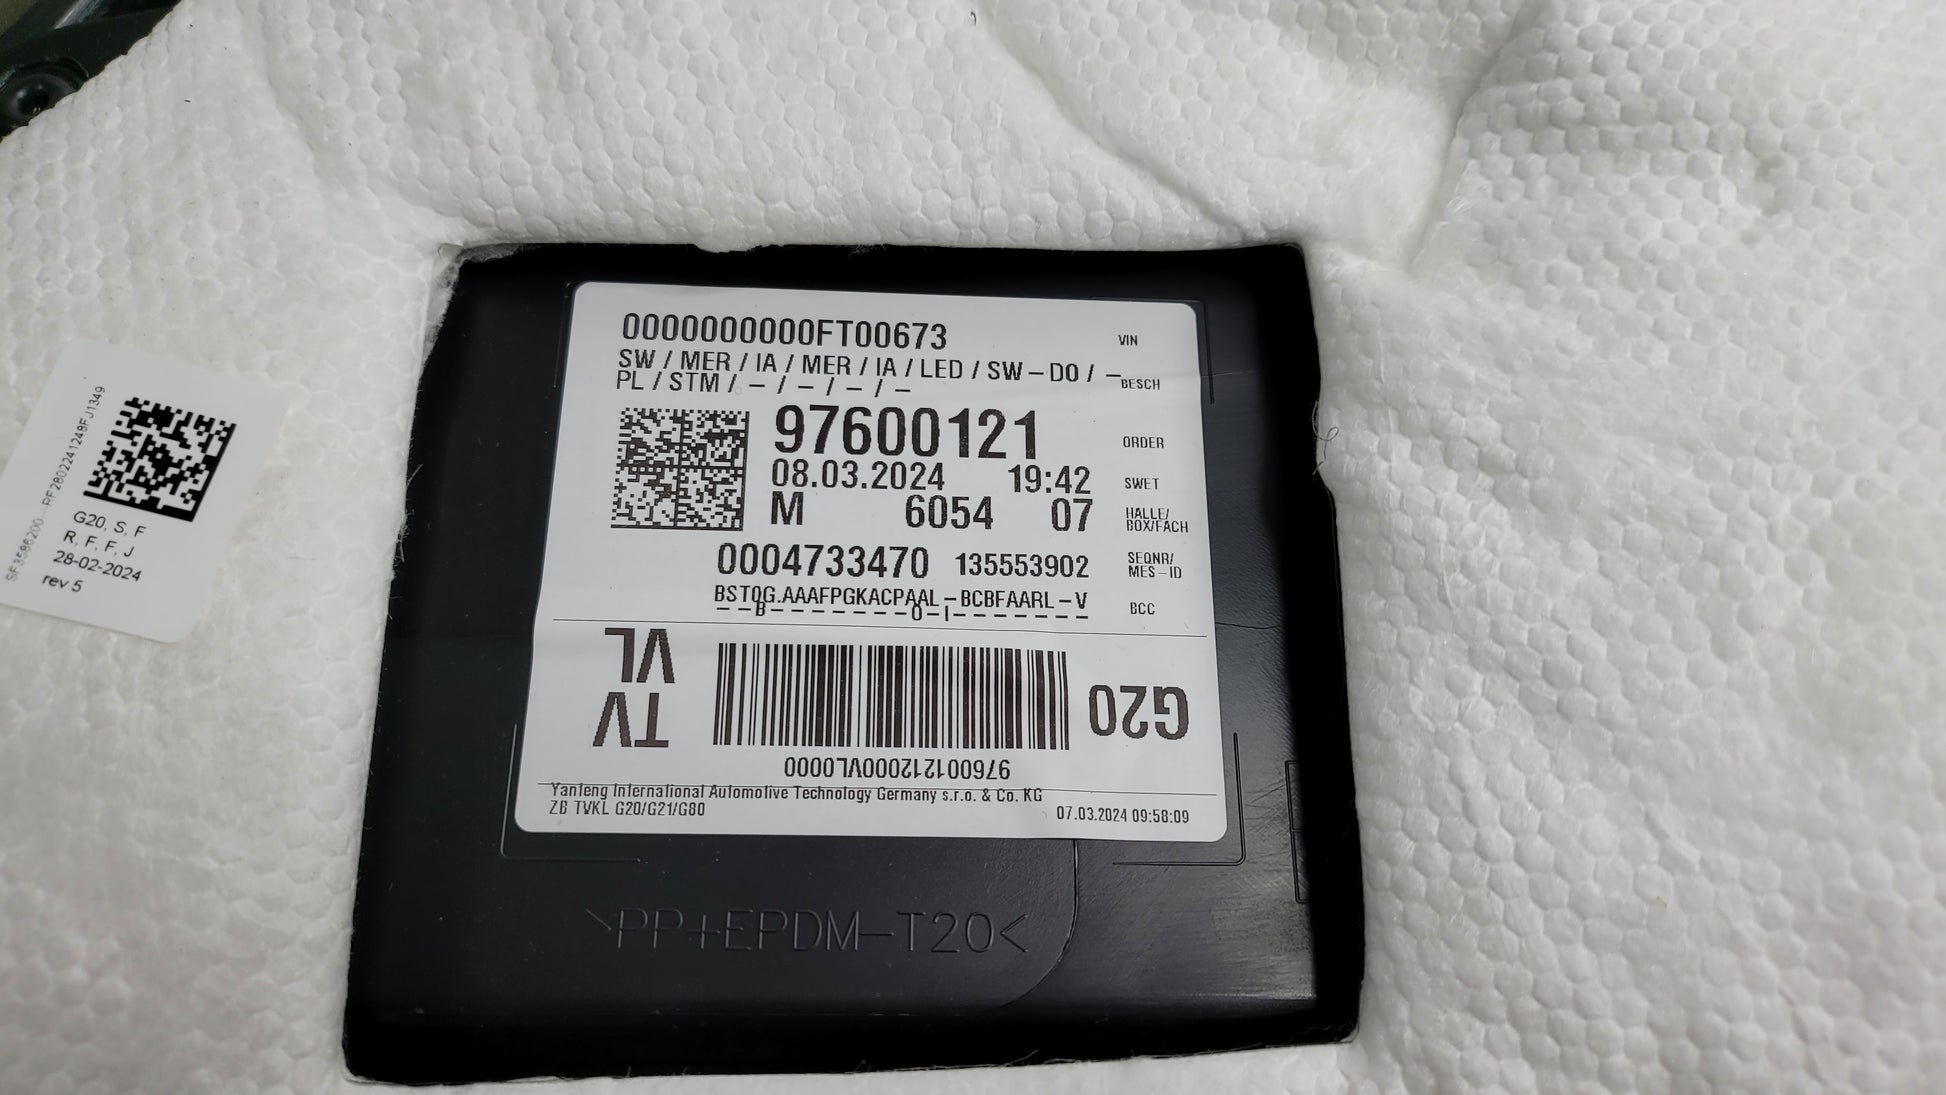 0000000000FT00673 VIN
SW / MER / IA / MER / IA / LED / SW – DO / –
PL / STM / – / – / – / – BESCH
97600121 ORDER
08.03.2024 19:42 SWET
M 6054 07 HALLE/
BOX/FACH
0004733470 135553902 SEQNR/
MES–ID
BSTQG.AAAFPGKACPAAL–BCBFAARL–V
––B–––––––O–I––––––– BCC
TV
VL
G20
976001212000VL0000
Yanfeng International Automotive Technology Germany s.r.o. & Co. KG
ZB TVKL G20/G21/G80
07.03.2024 09:58:09
>PP+EPDM–T20<
G20, S, F
R, F, F, J
28-02-2024
rev 5